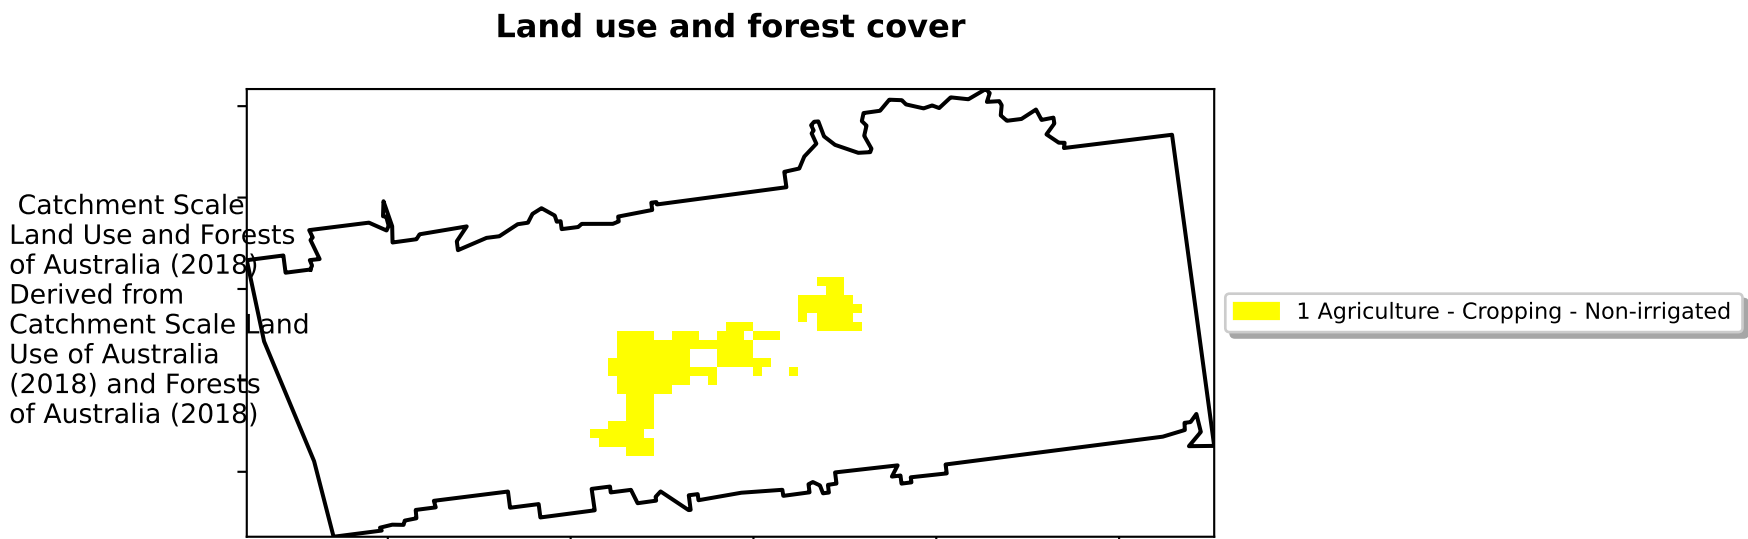 Land use and forest cover
Catchment Scale
Land Use and Forests
of Australia (2018)
Derived from
Catchment Scale Land
Use of Australia
(2018) and Forests
of Australia (2018)
1 Agriculture - Cropping - Non-irrigated